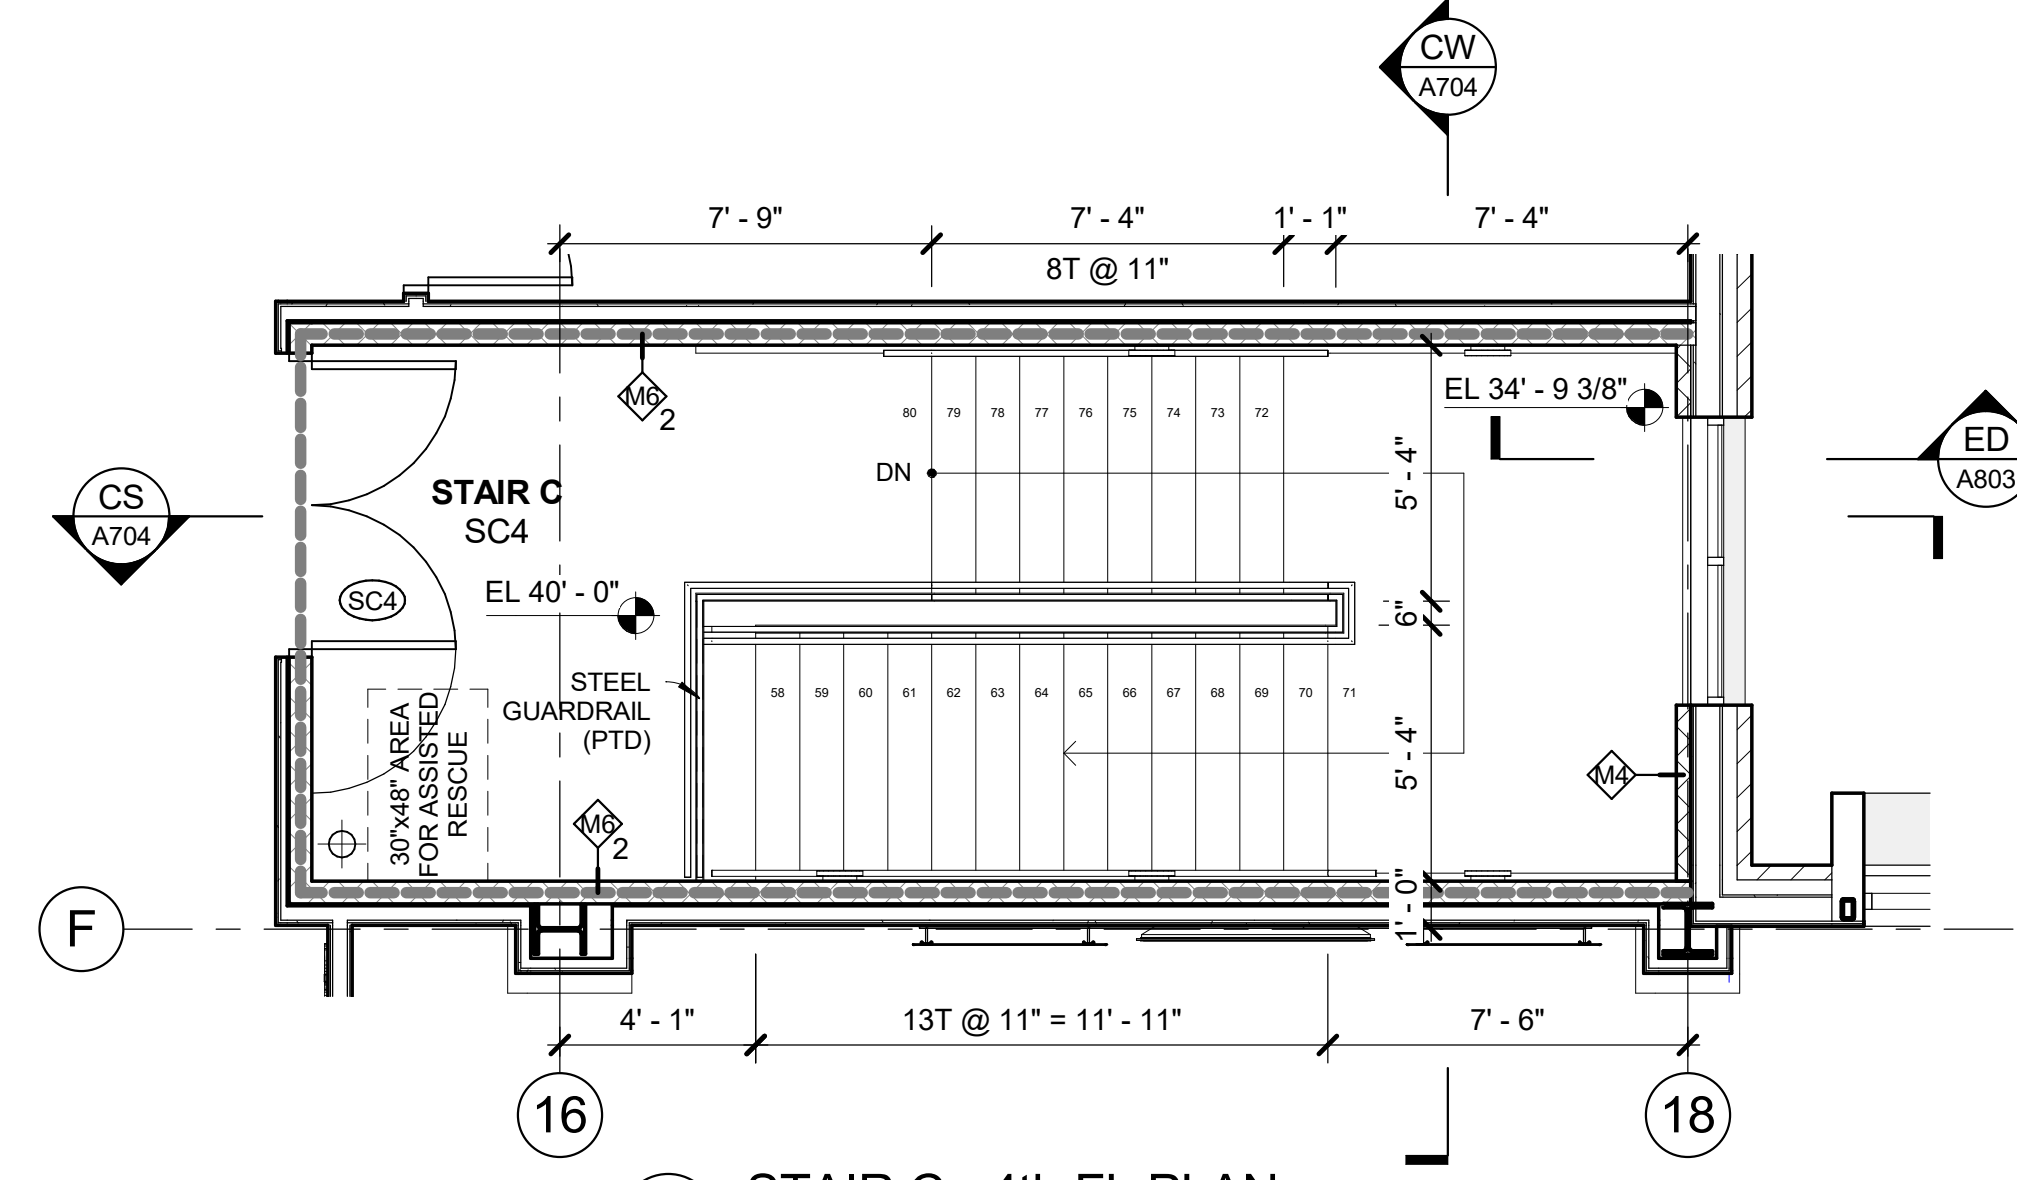 CW
A704
7' - 9"
7' - 4"
1' - 1"
7' - 4"
8T @ 11"
M6
2
EL 34' - 9 3/8"
80 79 78 77 76 75 74 73 72
DN
5' - 4"
ED
A803
CS
A704
STAIR C
SC4
SC4
EL 40' - 0"
6"
STEEL
GUARDRAIL
(PTD)
58 59 60 61 62 63 64 65 66 67 68 69 70 71
30"x48" AREA
FOR ASSISTED
RESCUE
5' - 4"
M4
M6
2
1' - 0"
F
4' - 1"
13T @ 11" = 11' - 11"
7' - 6"
16
18
STAIR C - 4th FL PLAN